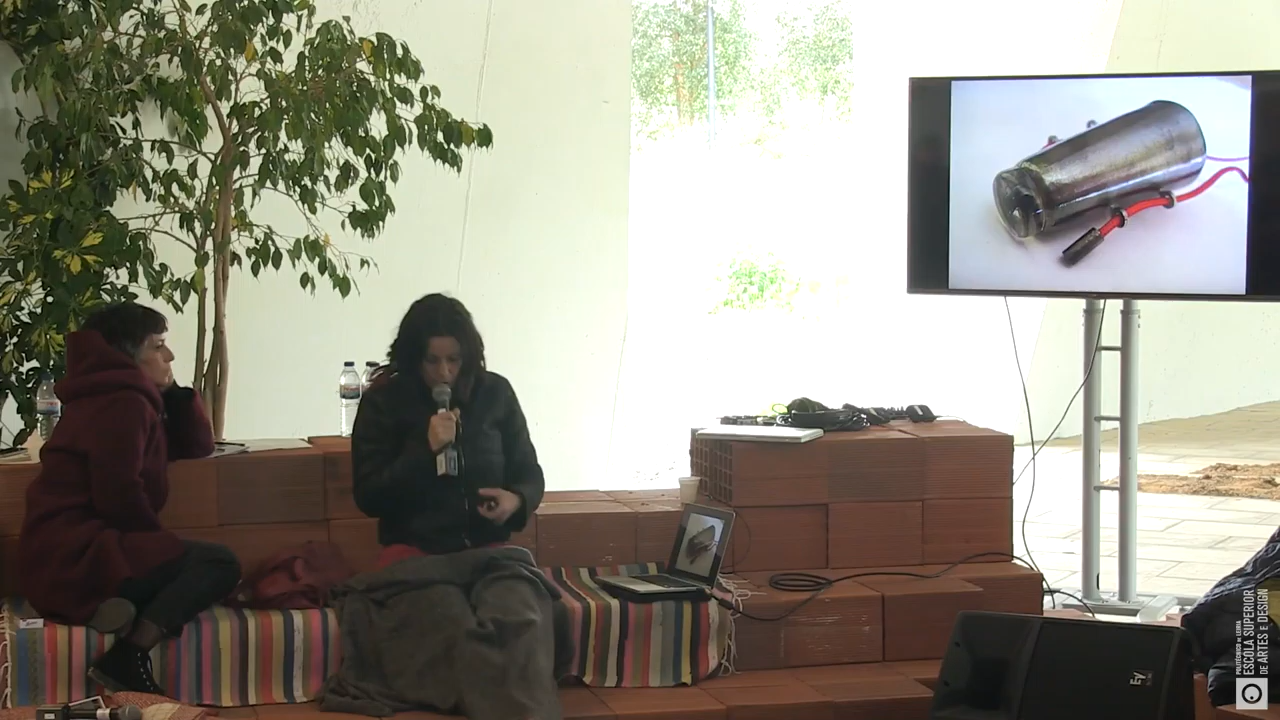 POLITÉCNICO DE LEIRIA
ESCOLA SUPERIOR
DE ARTES E DESIGN
EV